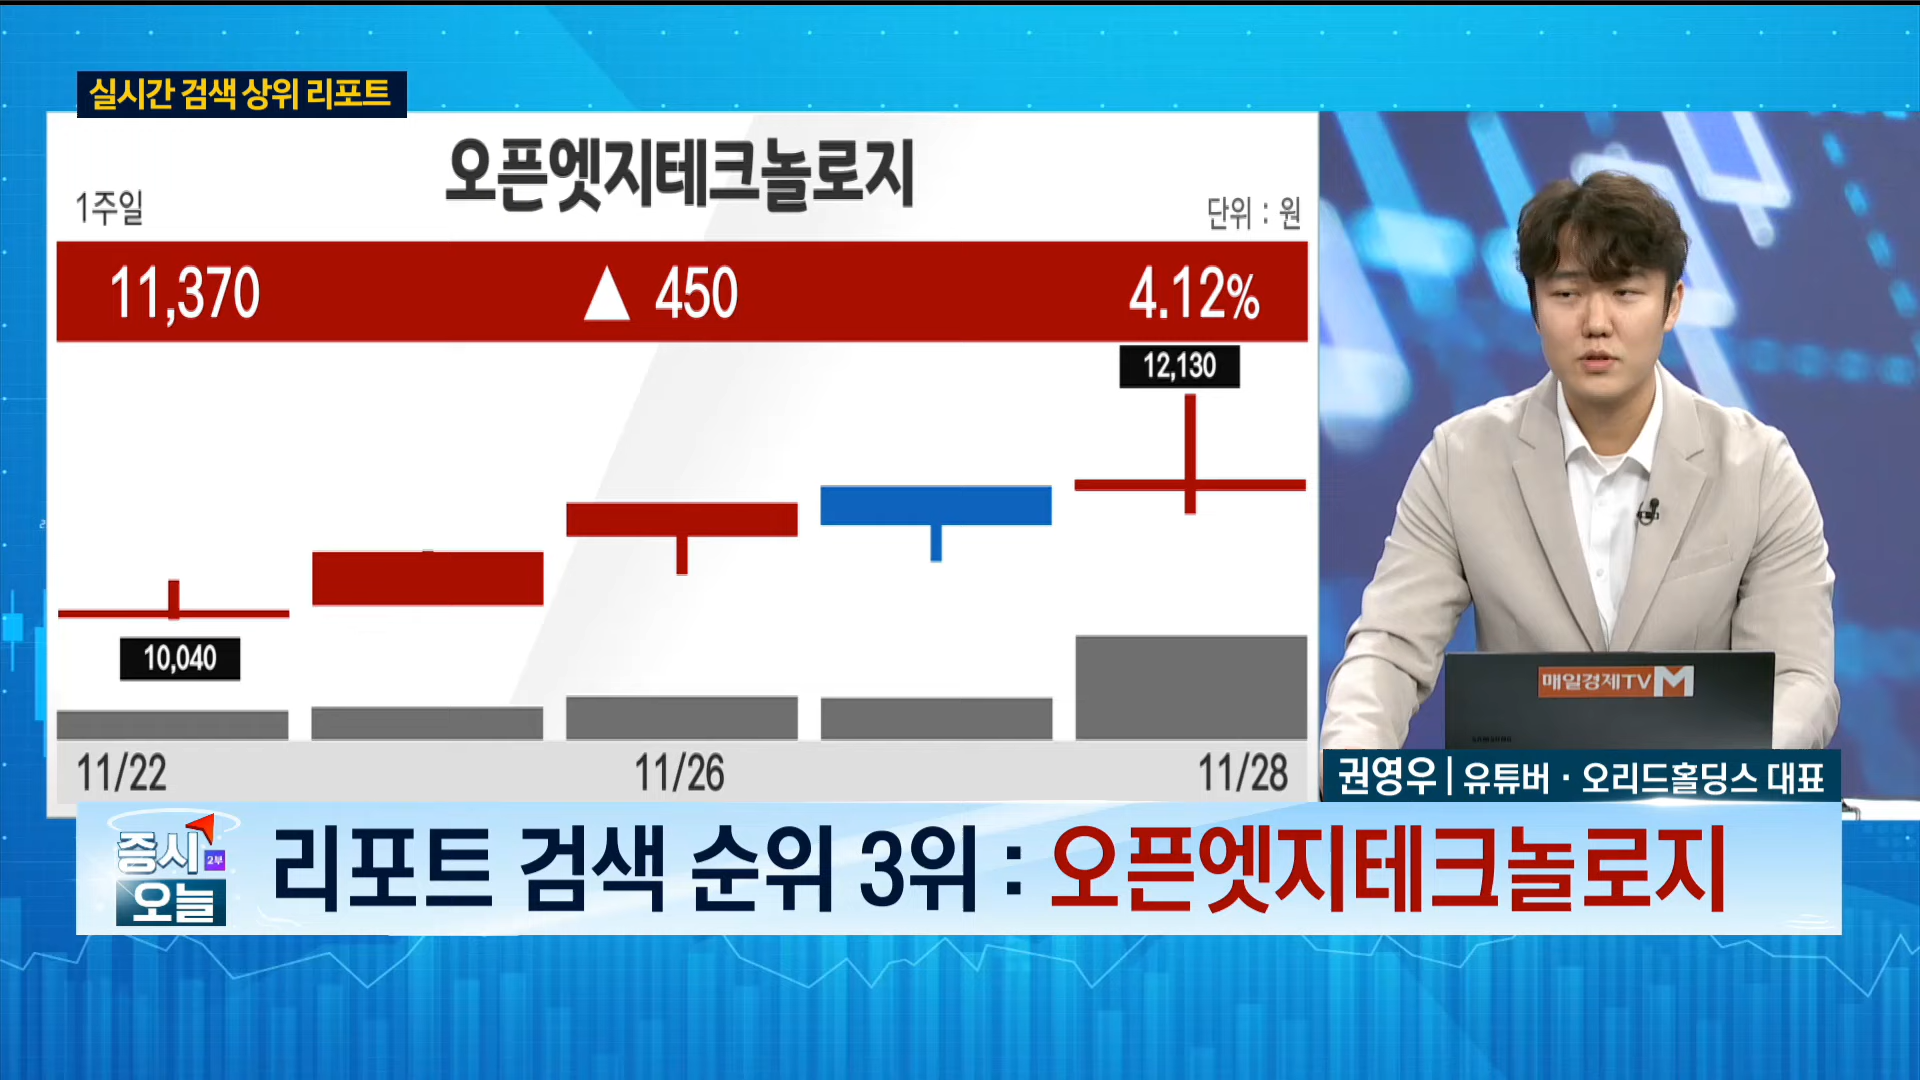 실시간 검색 상위 리포트
오픈엣지테크놀로지
1주일
단위 : 원
11,370 ▲ 450 4.12%
12,130
10,040
11/22 11/26 11/28
매일경제TV M
SAMSUNG
권영우 | 유튜버 · 오리드홀딩스 대표
증시 2부
오늘
리포트 검색 순위 3위 : 오픈엣지테크놀로지